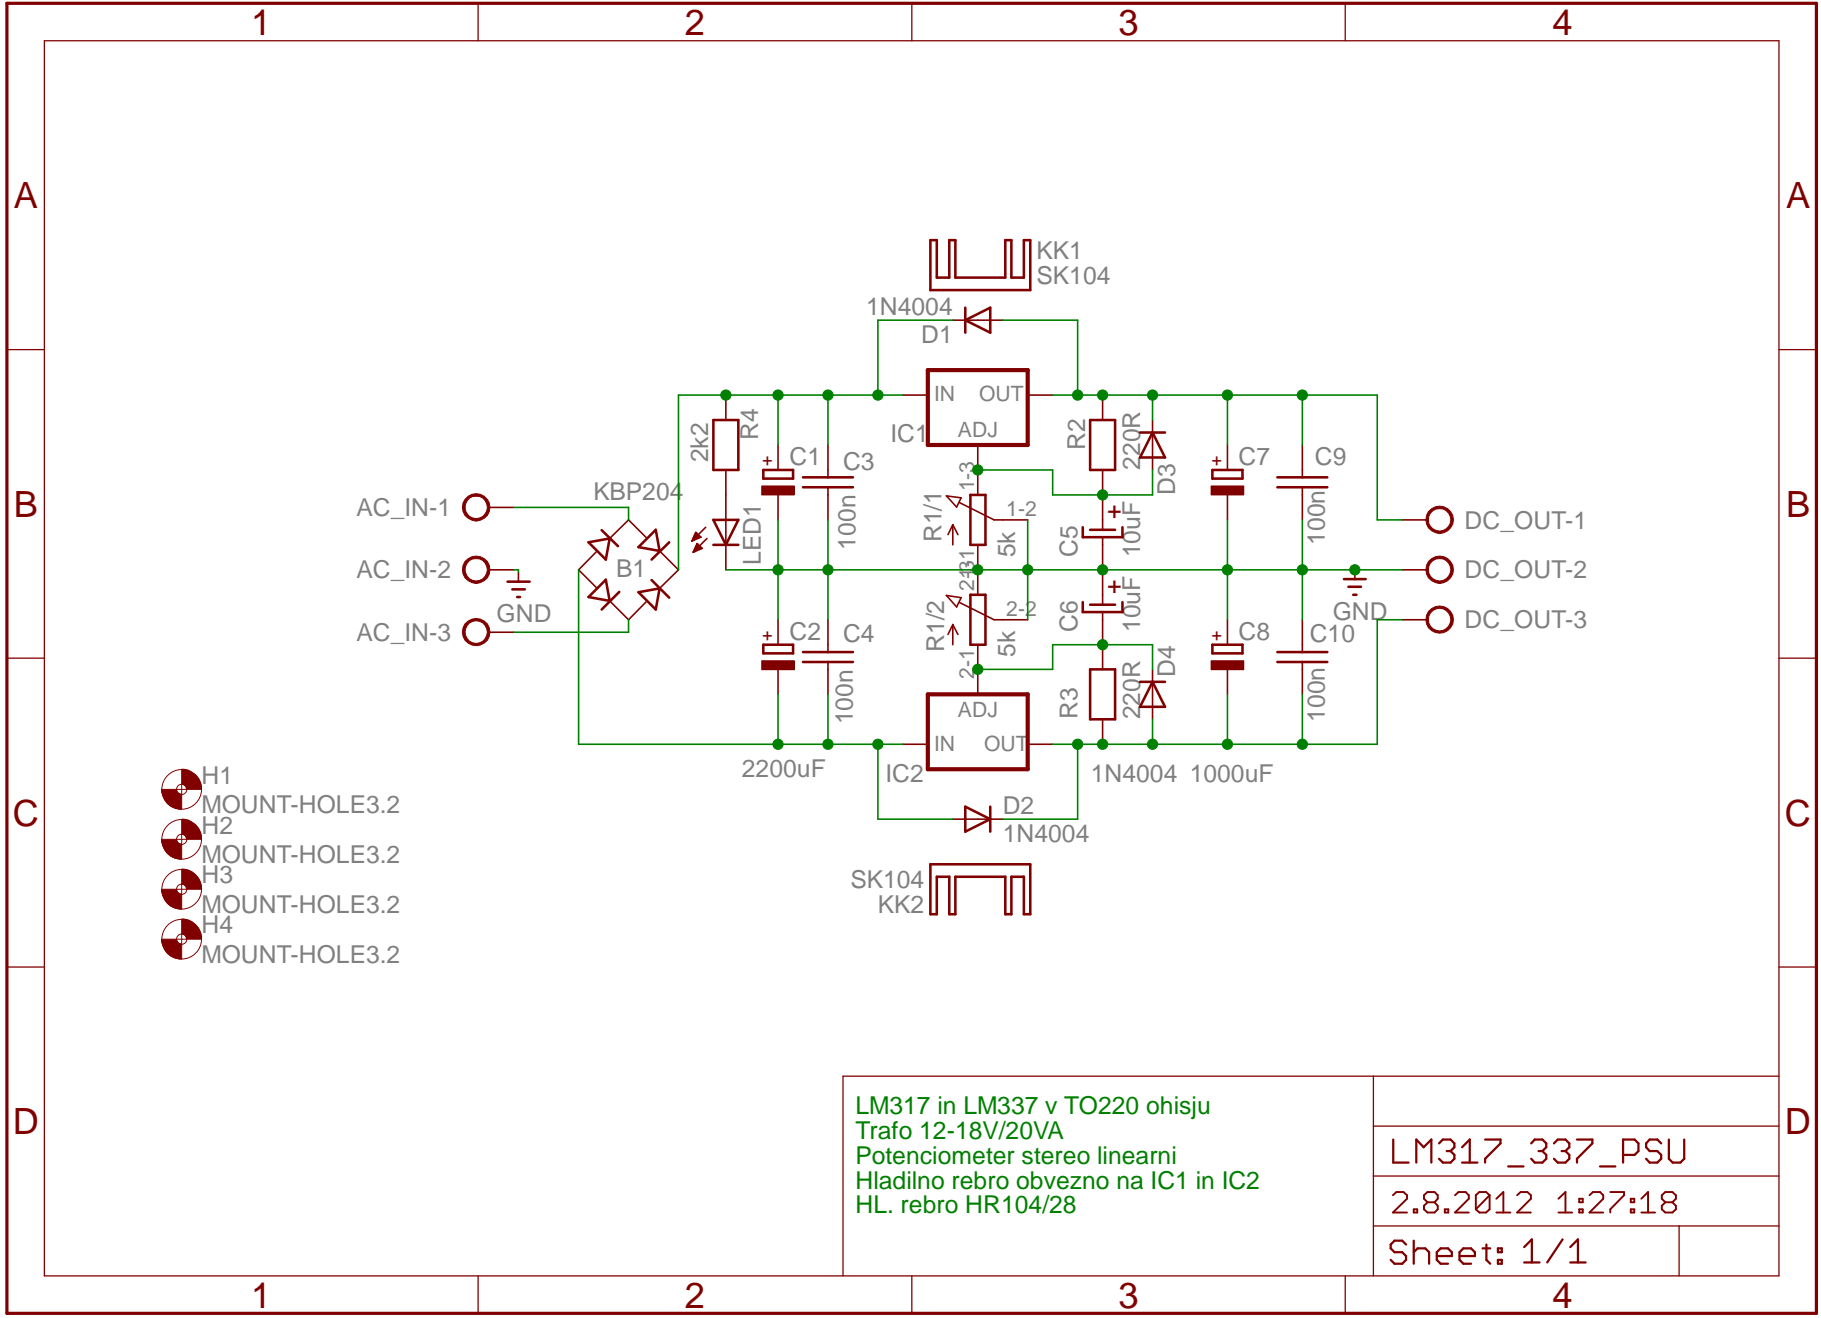 1 2 3 4
A A
B B
C C
D D
KK1
SK104
1N4004
D1
IN OUT
ADJ
IC1
R4
2k2
C1
C3
100n
LED1
KBP204
B1
AC_IN-1
AC_IN-2
GND
AC_IN-3
1-3
R1/1
1-2
5k
R1/2
2-2
5k
2-1
R2
220R
D3
C5
10uF
C6
10uF
R3
220R
D4
C7
C9
100n
C8
C10
100n
DC_OUT-1
DC_OUT-2
GND
DC_OUT-3
C2
C4
100n
2200uF
ADJ
IN OUT
IC2
1N4004 1000uF
D2
1N4004
SK104
KK2
H1
MOUNT-HOLE3.2
H2
MOUNT-HOLE3.2
H3
MOUNT-HOLE3.2
H4
MOUNT-HOLE3.2
LM317 in LM337 v TO220 ohisju
Trafo 12-18V/20VA
Potenciometer stereo linearni
Hladilno rebro obvezno na IC1 in IC2
HL. rebro HR104/28
LM317_337_PSU
2.8.2012 1:27:18
Sheet: 1/1
1 2 3 4